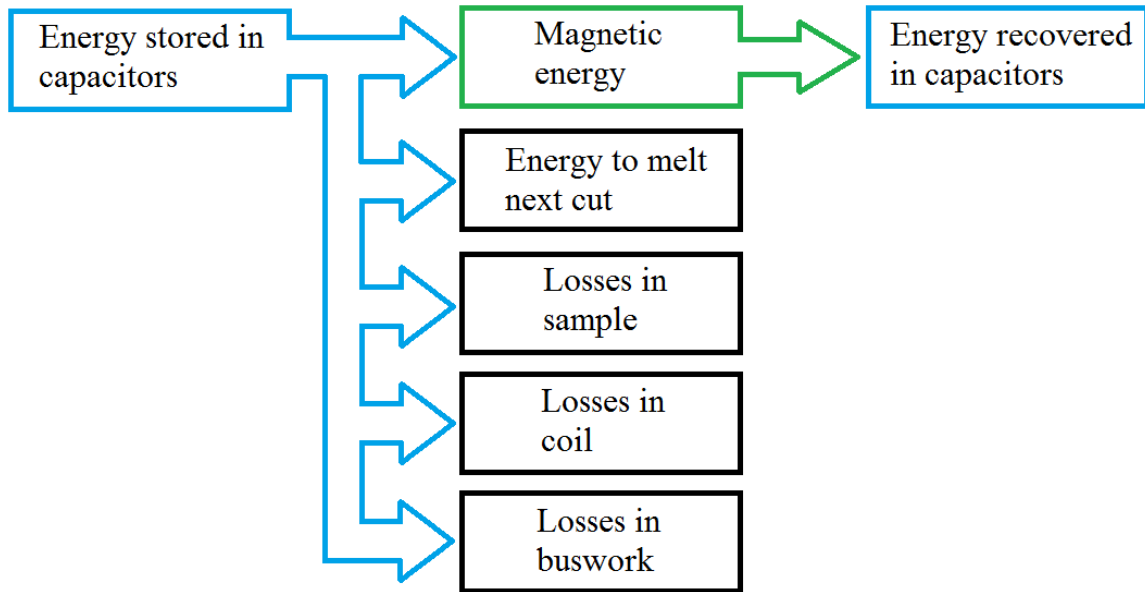 Energy stored in
capacitors
Magnetic
energy
Energy recovered
in capacitors
Energy to melt
next cut
Losses in
sample
Losses in
coil
Losses in
buswork